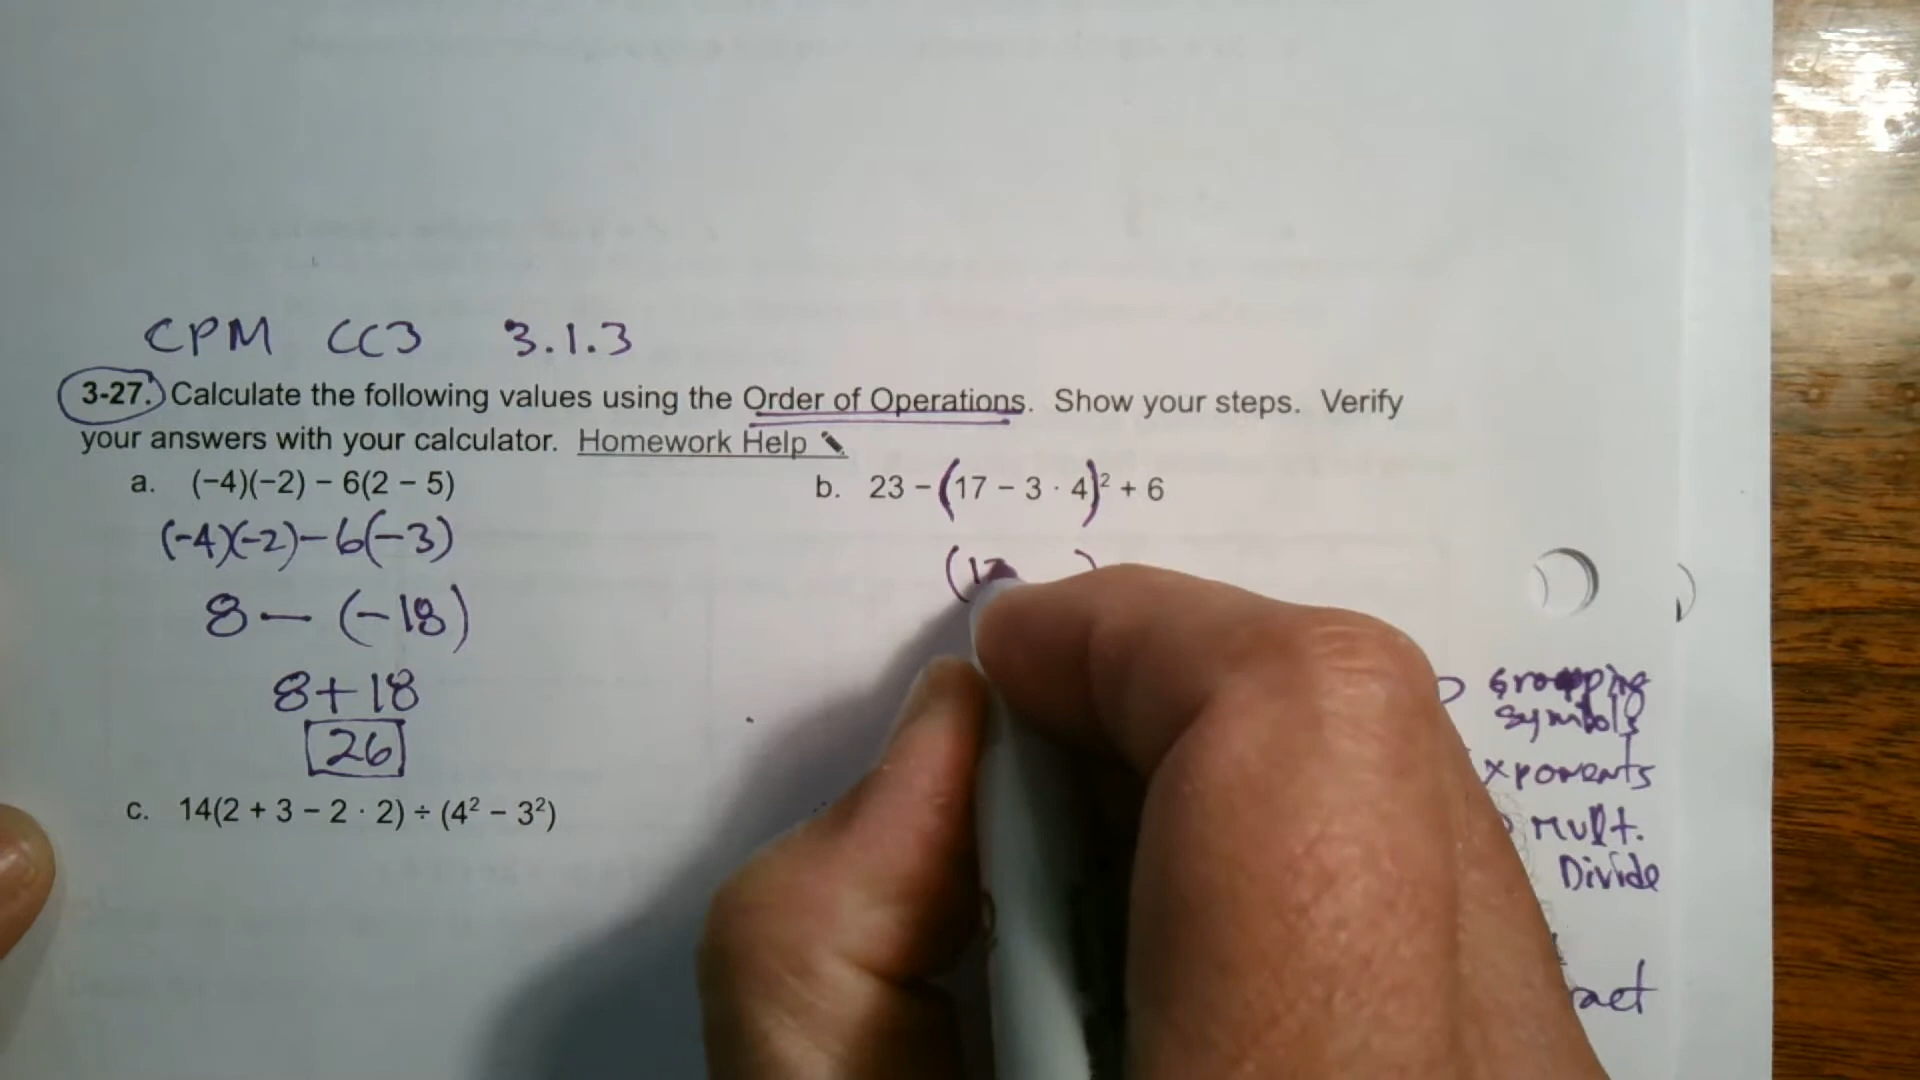 CPM CC3 3.1.3
3-27. Calculate the following values using the Order of Operations. Show your steps. Verify
your answers with your calculator. Homework Help ✎
a. (−4)(−2) − 6(2 − 5)
(-4)(-2)-6(-3)
8 - (-18)
8+18
26
b. 23 − (17 − 3 · 4)² + 6
(17 )
c. 14(2 + 3 − 2 · 2) ÷ (4² − 3²)
Grouping
symbols
xponents
Mult.
Divide
act